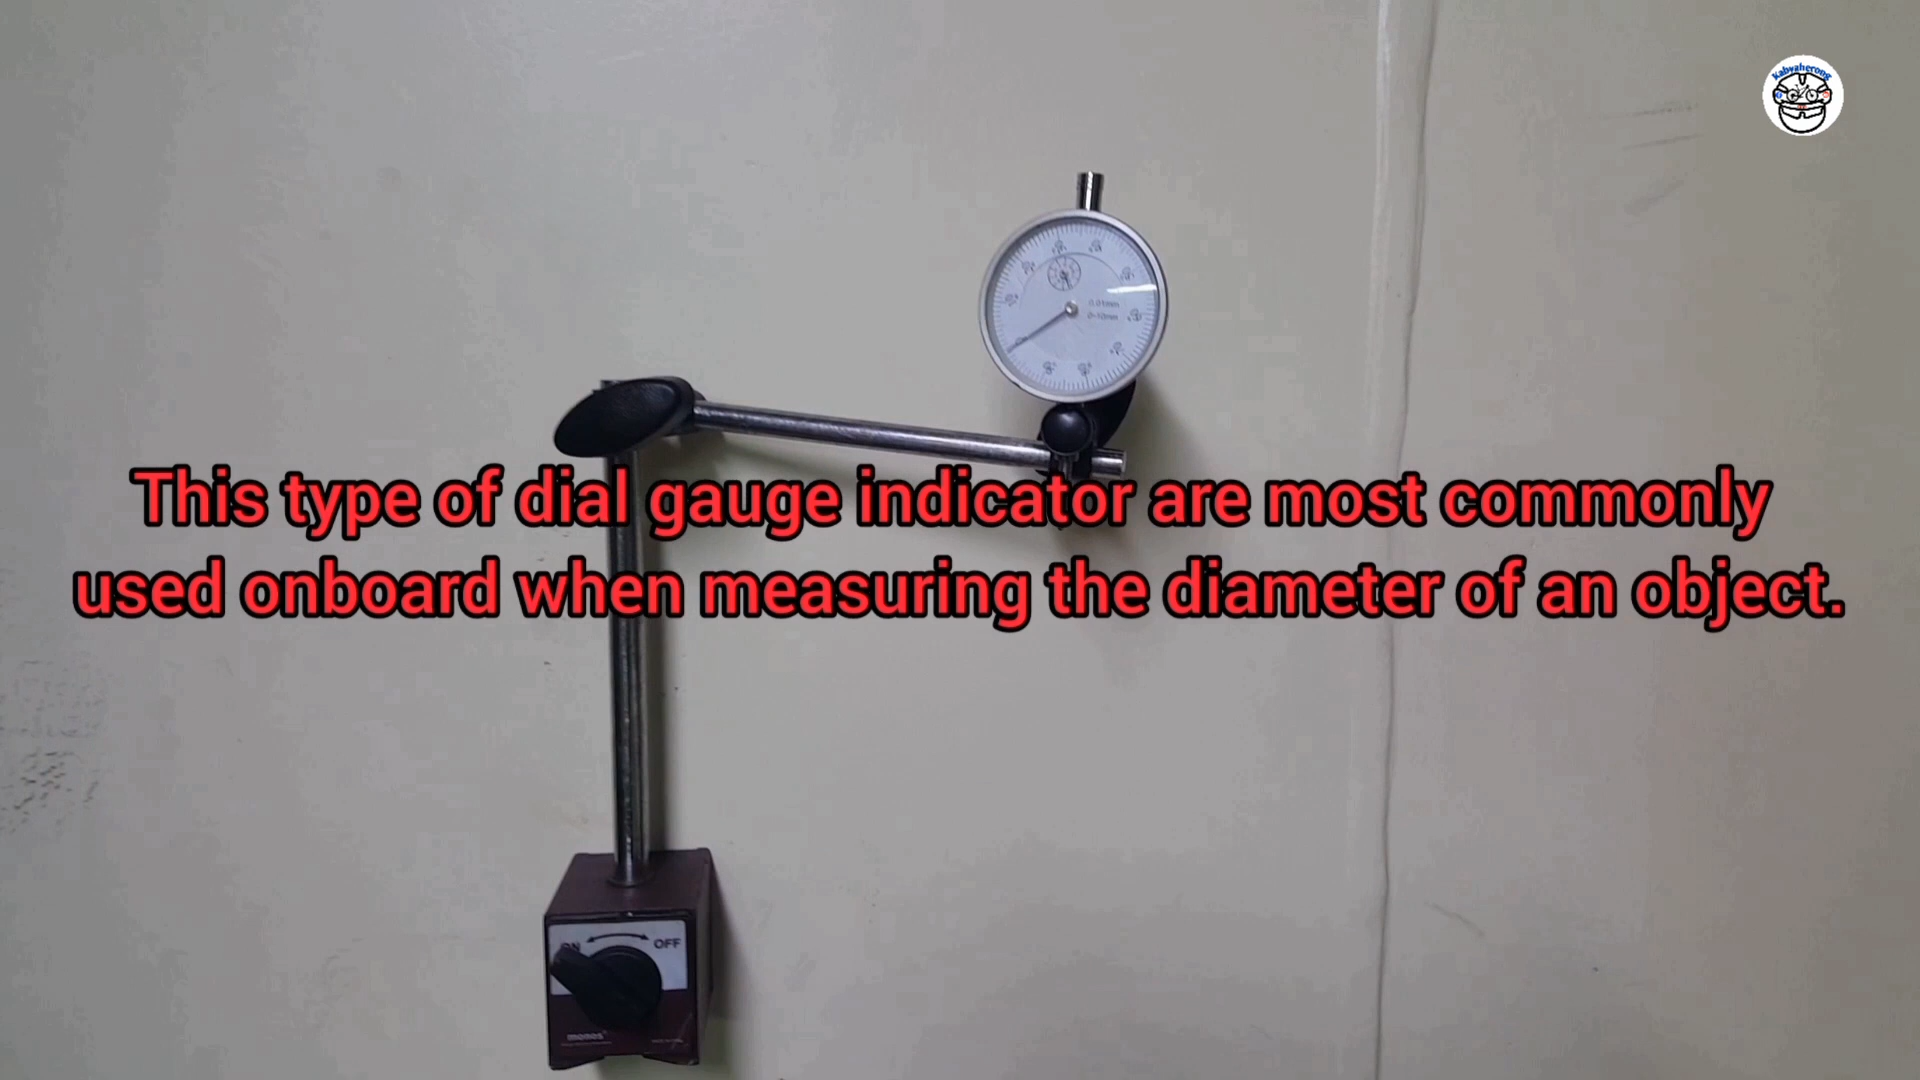 Kabyaherong
0.01mm
0-10mm
This type of dial gauge indicator are most commonly
used onboard when measuring the diameter of an object.
ON
OFF